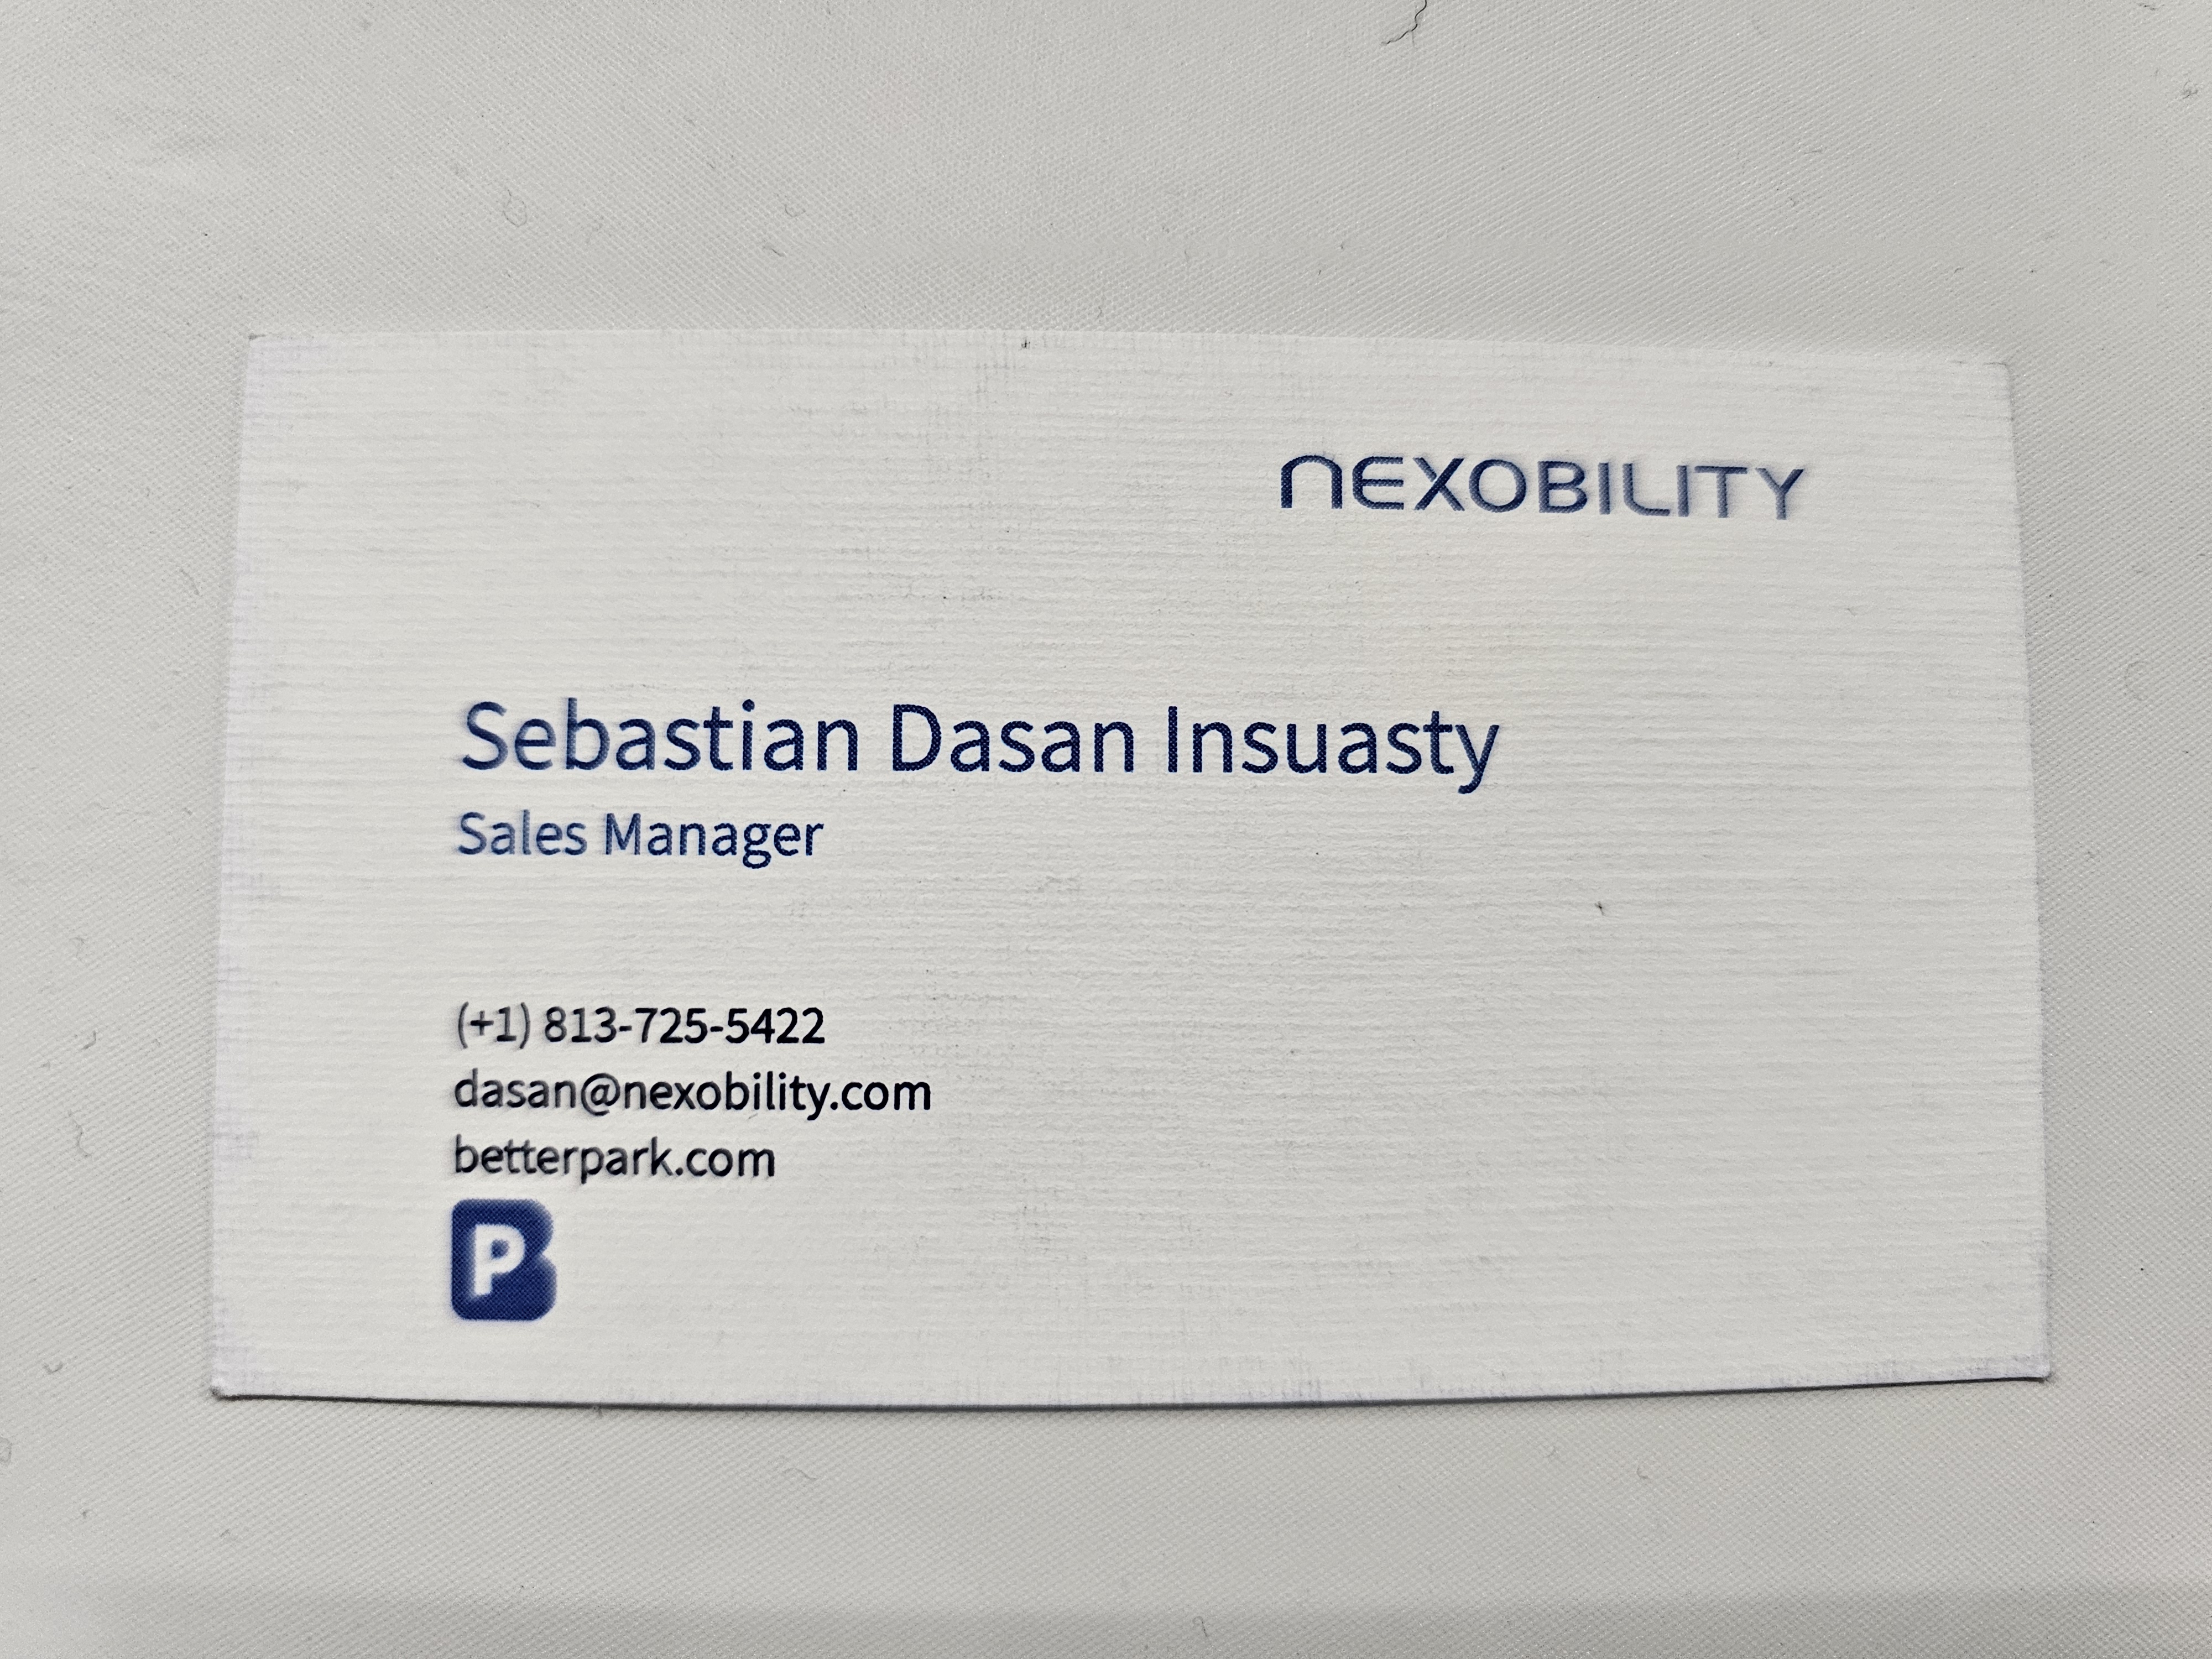 NEXOBILITY
Sebastian Dasan Insuasty
Sales Manager
(+1) 813-725-5422
dasan@nexobility.com
betterpark.com
P